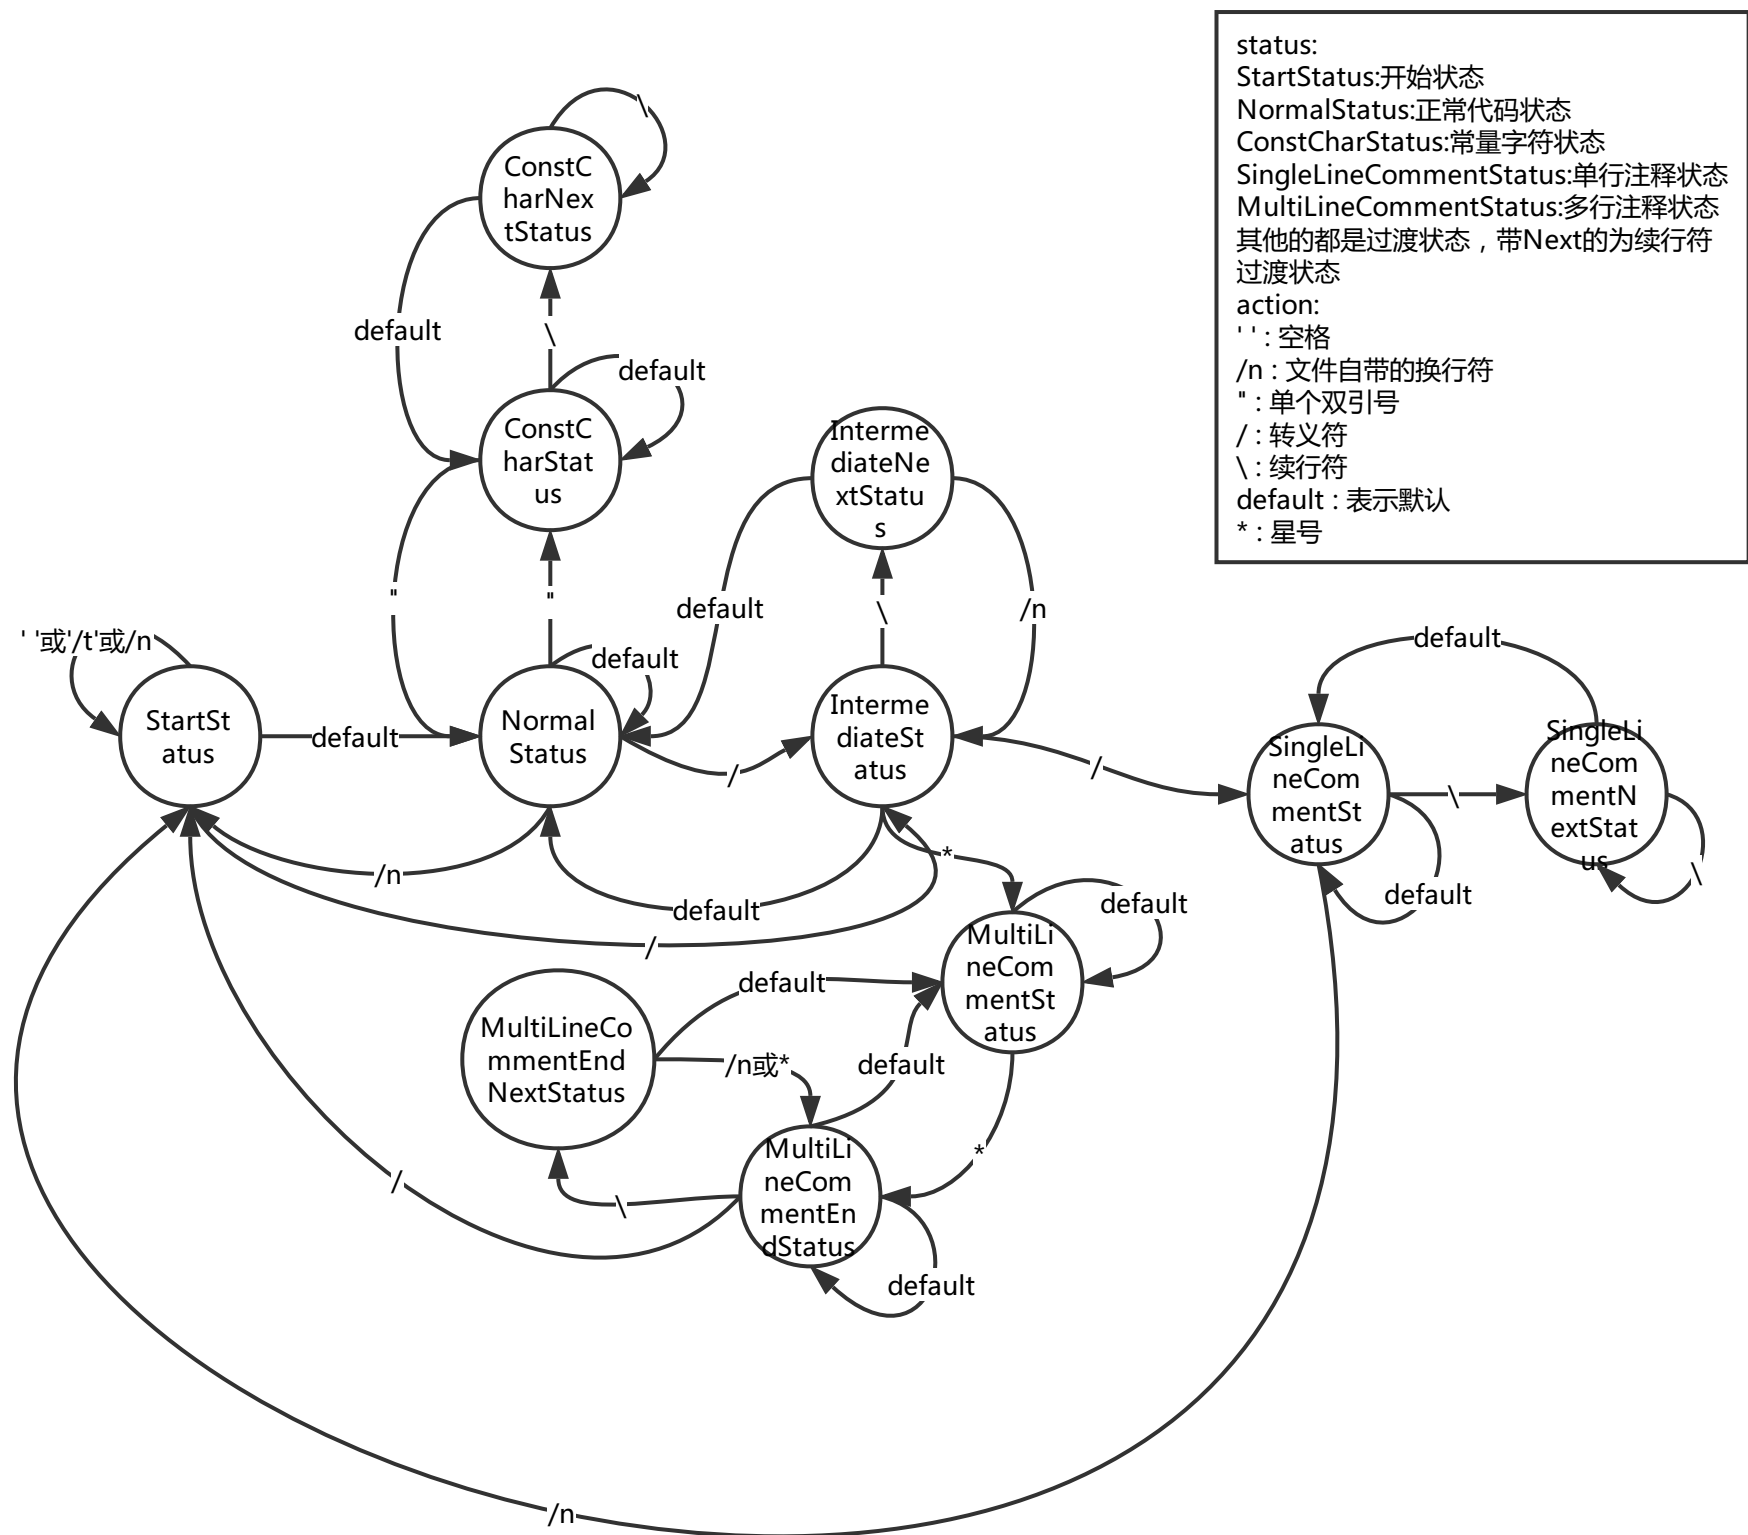 status:
StartStatus:开始状态
NormalStatus:正常代码状态
ConstCharStatus:常量字符状态
SingleLineCommentStatus:单行注释状态
MultiLineCommentStatus:多行注释状态
其他的都是过渡状态，带Next的为续行符
过渡状态
action:
' ' : 空格
/n : 文件自带的换行符
" : 单个双引号
/ : 转义符
\ : 续行符
default : 表示默认
* : 星号
\
ConstC
harNex
tStatus
default
\
default
ConstC
harStat
us
Interme
diateNe
xtStatu
s
"
"
default
\
/n
' '或'/t'或/n
default
default
StartSt
atus
default
Normal
Status
/
Interme
diateSt
atus
/
SingleLi
neCom
mentSt
atus
\
SingleLi
neCom
mentN
extStat
us
\
default
/n
default
*
/
default
MultiLi
neCom
mentSt
atus
default
MultiLineCo
mmentEnd
NextStatus
/n或*
default
*
MultiLi
neCom
mentEn
dStatus
/
\
default
/n